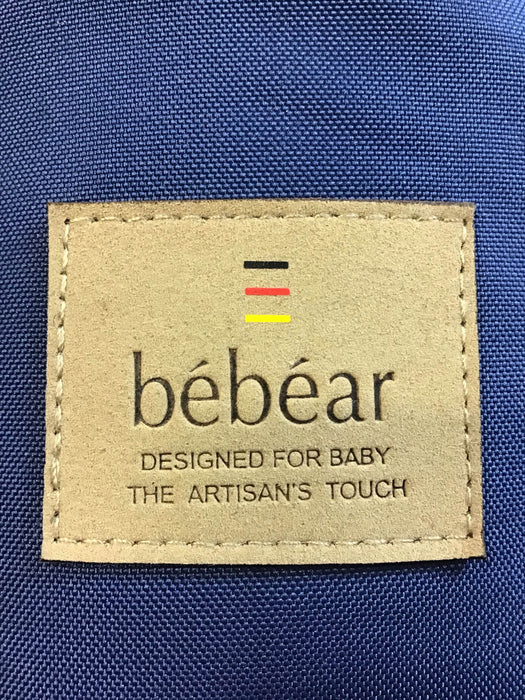 bébéar
DESIGNED FOR BABY
THE ARTISAN'S TOUCH